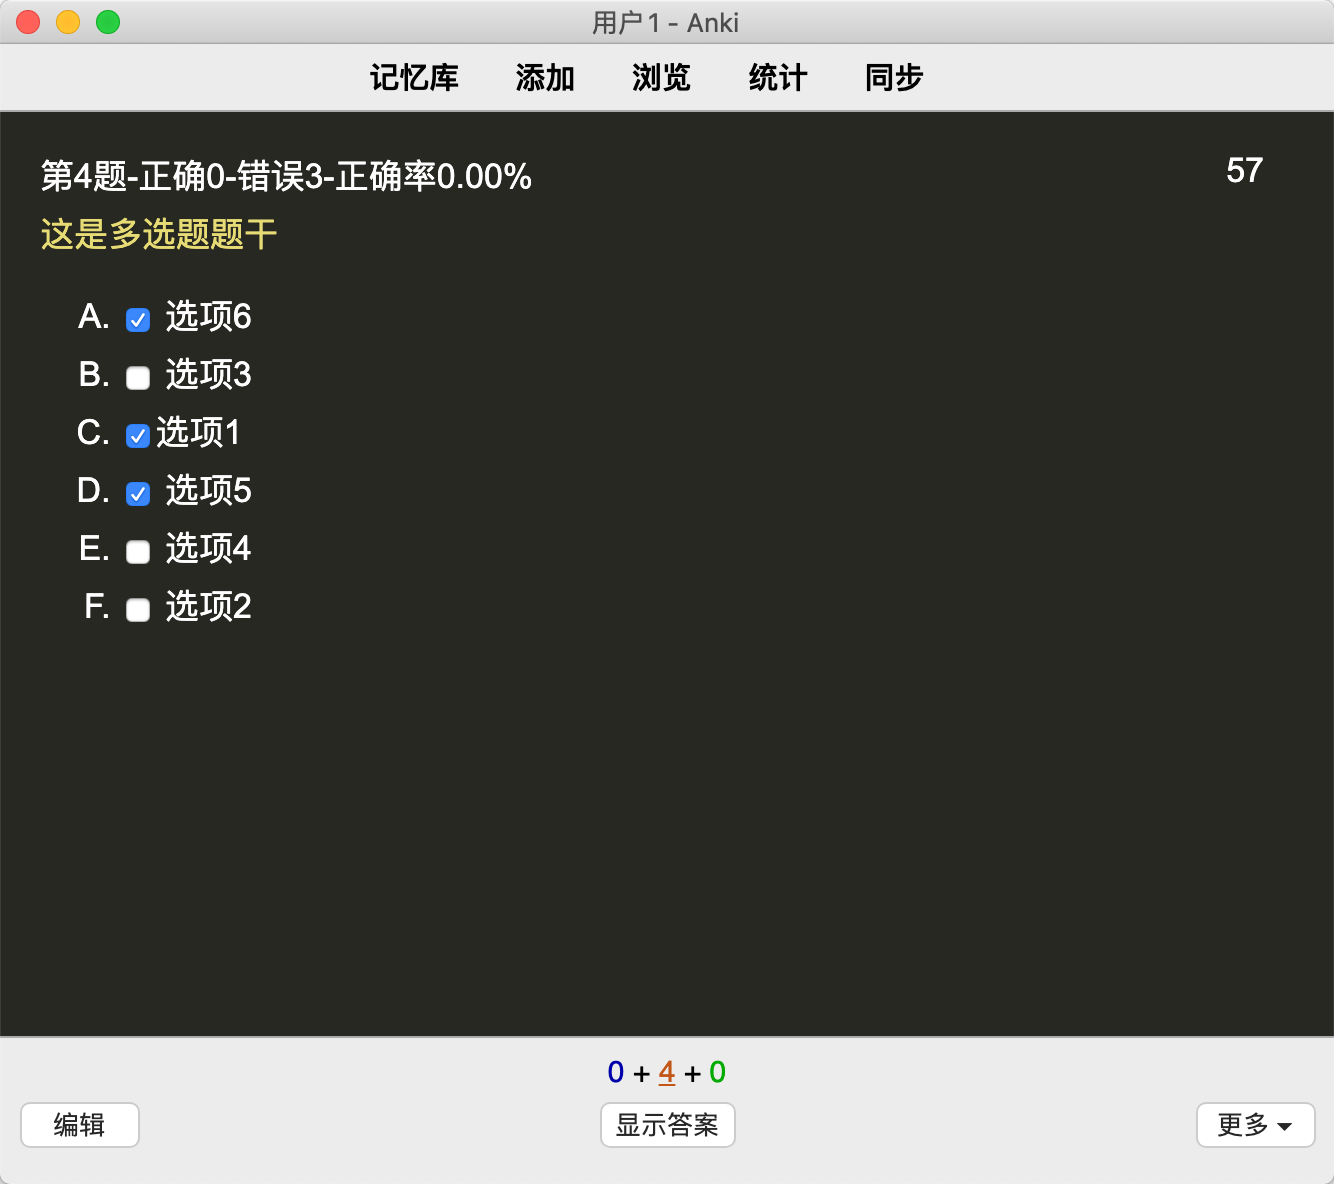 用户1 - Anki
记忆库 添加 浏览 统计 同步
第4题-正确0-错误3-正确率0.00% 57
这是多选题题干
A. 选项6
B. 选项3
C. 选项1
D. 选项5
E. 选项4
F. 选项2
0 + 4 + 0
编辑 显示答案 更多